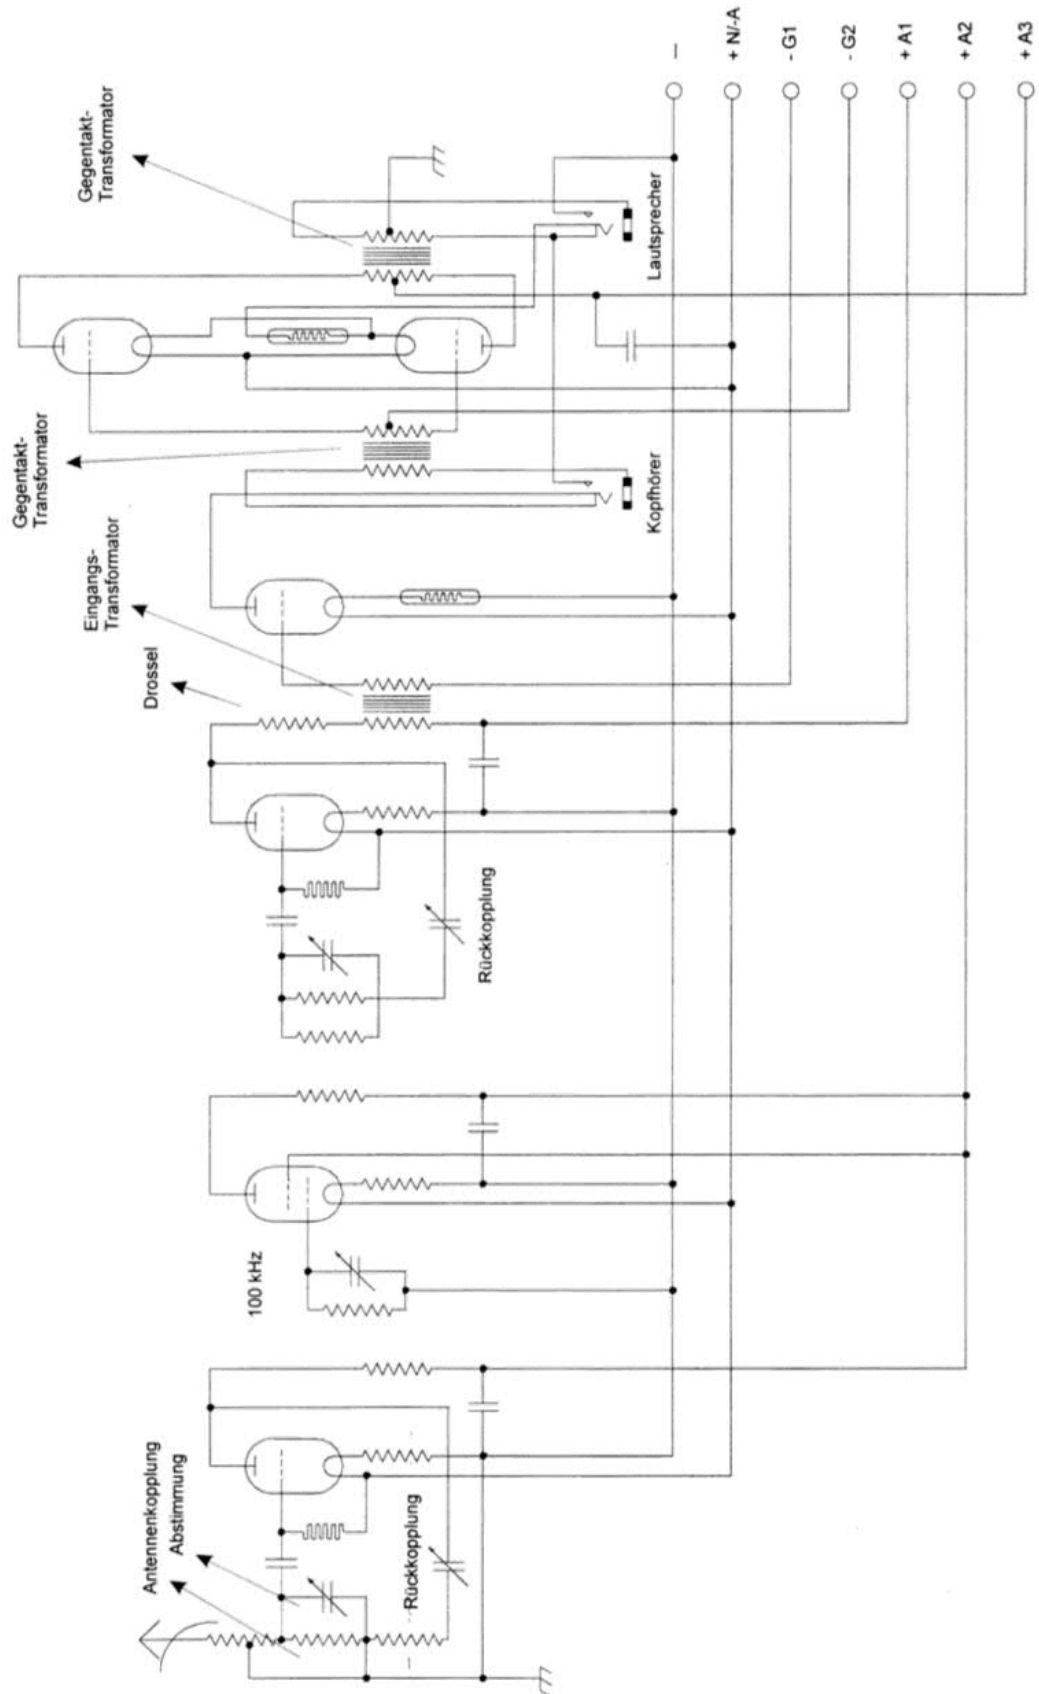 Antennenkopplung
Abstimmung
Rückkopplung
100 kHz
Rückkopplung
Drossel
Eingangs-
Transformator
Gegentakt-
Transformator
Kopfhörer
Gegentakt-
Transformator
Lautsprecher
—
+ N/-A
- G1
- G2
+ A1
+ A2
+ A3